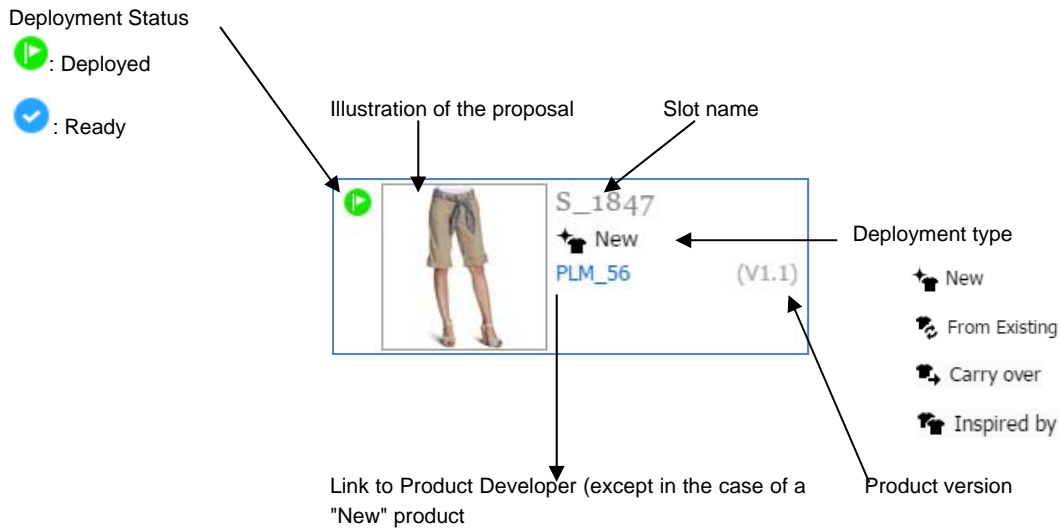 Deployment Status
: Deployed
: Ready
Illustration of the proposal
Slot name
S_1847
New
PLM_56
(V1.1)
Deployment type
New
From Existing
Carry over
Inspired by
Link to Product Developer (except in the case of a
"New" product
Product version